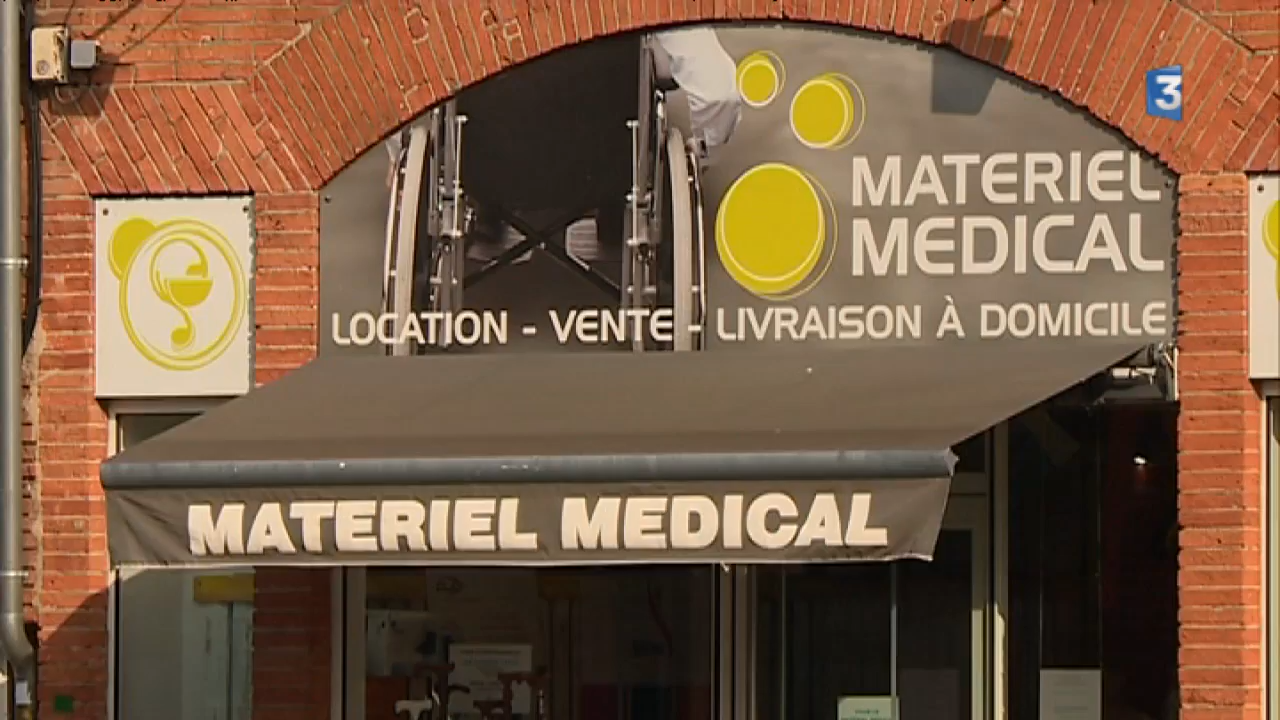 3
MATERIEL
MEDICAL
LOCATION - VENTE - LIVRAISON À DOMICILE
MATERIEL MEDICAL